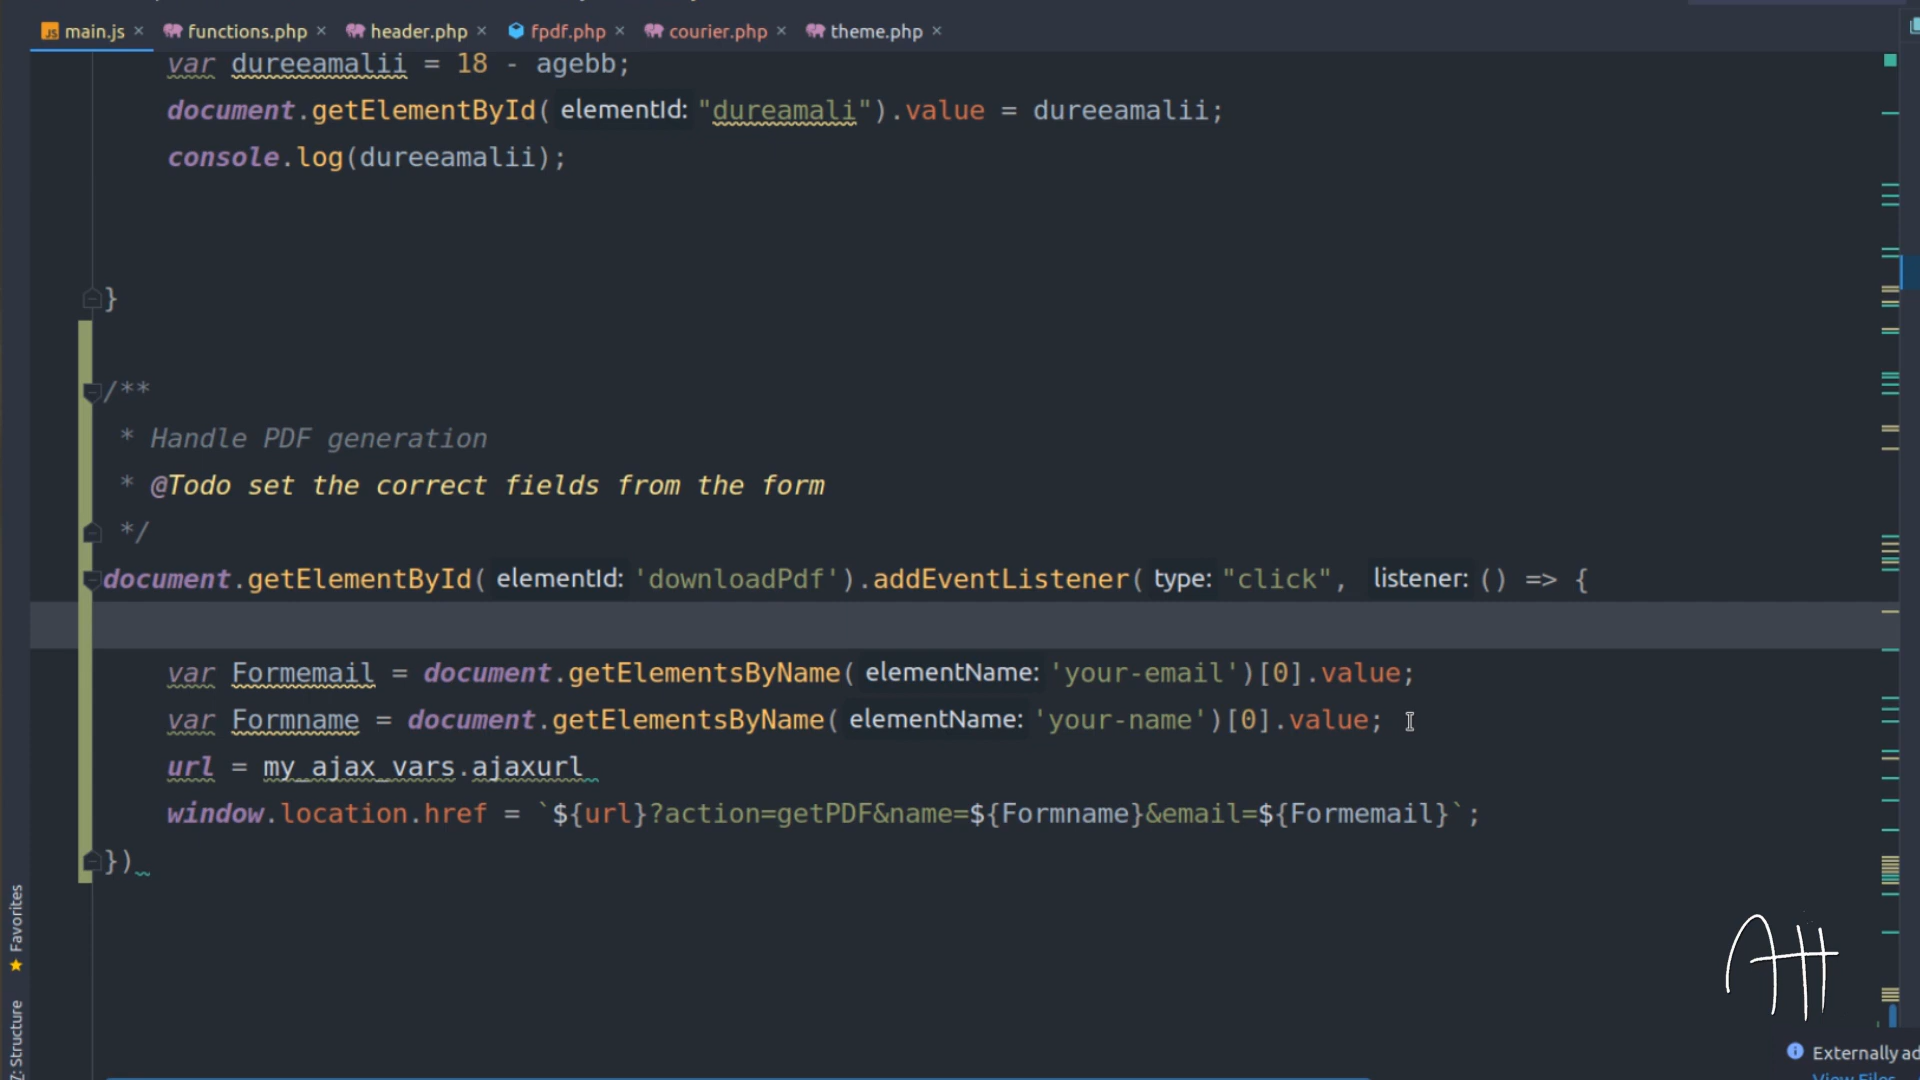 main.js × functions.php × header.php × fpdf.php × courier.php × theme.php ×
var dureeamalii = 18 - agebb;
document.getElementById( elementId: "dureamali").value = dureeamalii;
console.log(dureeamalii);
}
/**
* Handle PDF generation
* @Todo set the correct fields from the form
*/
document.getElementById( elementId: 'downloadPdf').addEventListener( type: "click", listener: () => {
var Formemail = document.getElementsByName( elementName: 'your-email')[0].value;
var Formname = document.getElementsByName( elementName: 'your-name')[0].value;
url = my_ajax_vars.ajaxurl
window.location.href = `${url}?action=getPDF&name=${Formname}&email=${Formemail}`;
})
Favorites
7: Structure
AH
Externally ad
View Files